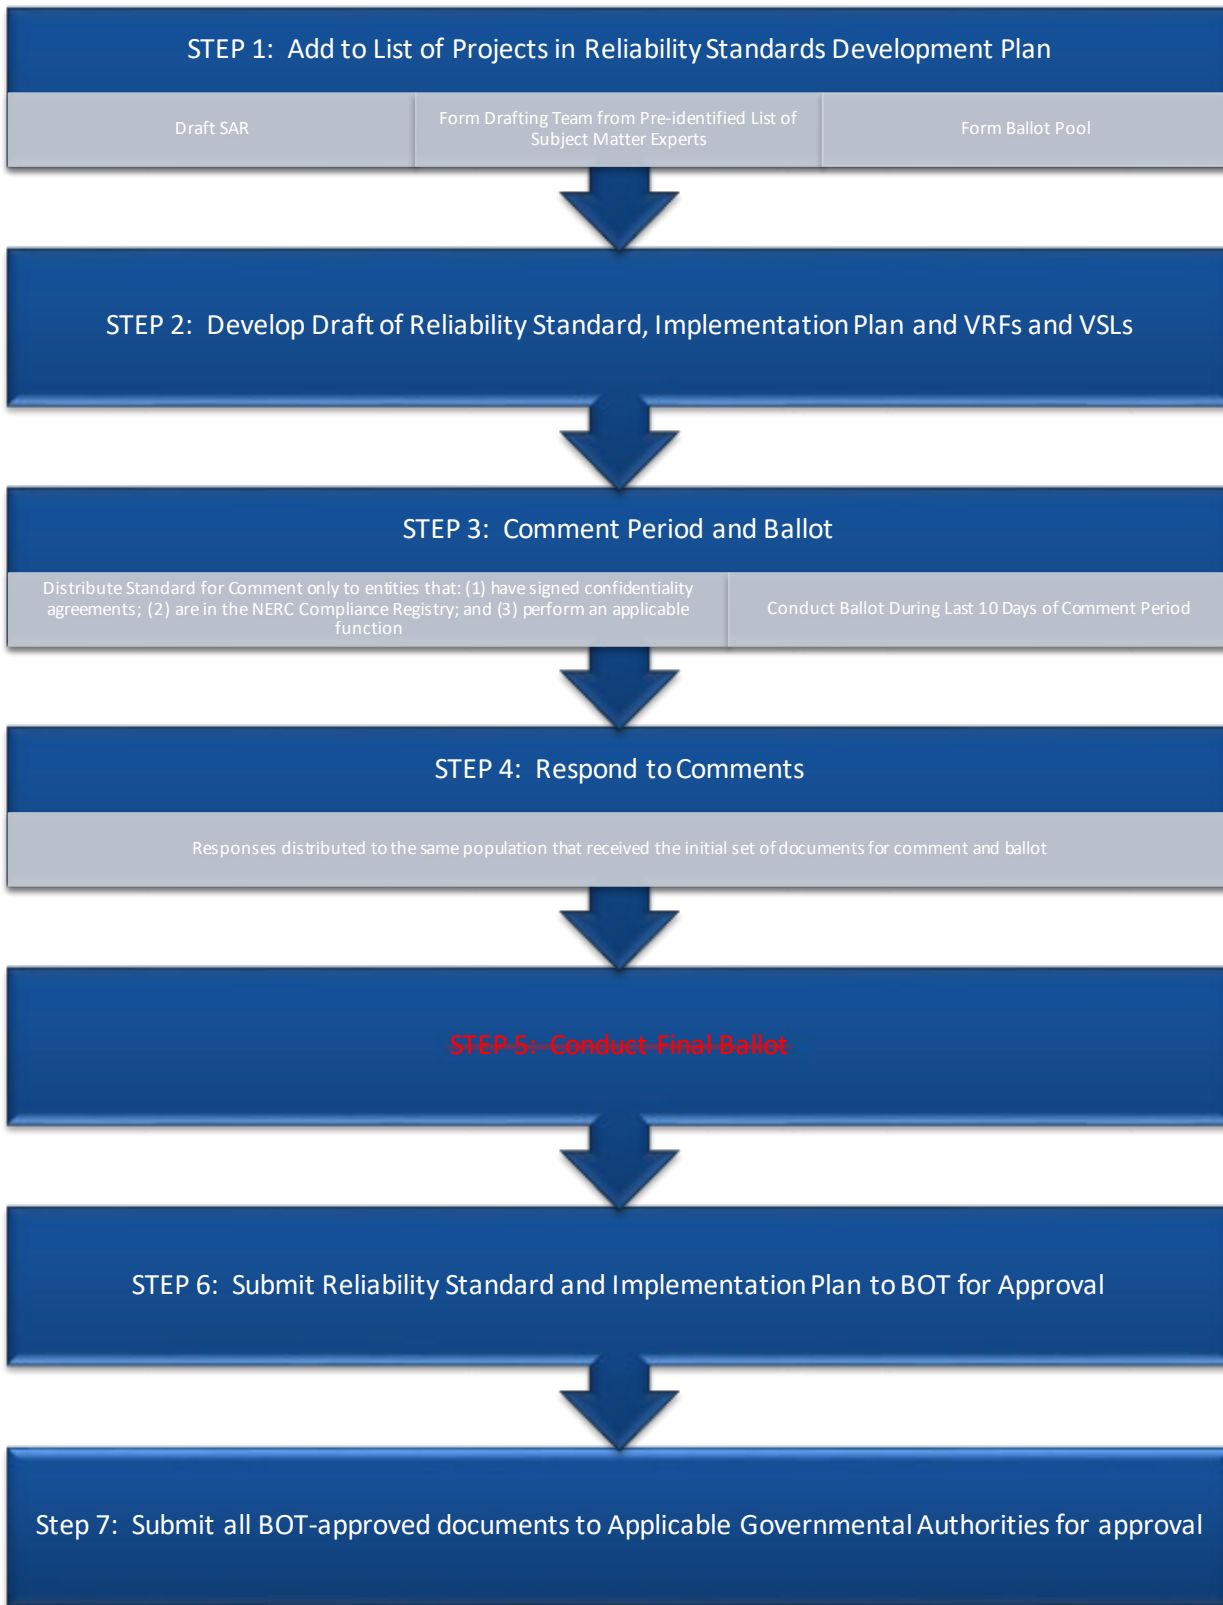 STEP 1: Add to List of Projects in Reliability Standards Development Plan
Draft SAR
Form Drafting Team from Pre-identified List of
Subject Matter Experts
Form Ballot Pool
STEP 2: Develop Draft of Reliability Standard, Implementation Plan and VRFs and VSLs
STEP 3: Comment Period and Ballot
Distribute Standard for Comment only to entities that: (1) have signed confidentiality
agreements; (2) are in the NERC Compliance Registry; and (3) perform an applicable
function
Conduct Ballot During Last 10 Days of Comment Period
STEP 4: Respond to Comments
Responses distributed to the same population that received the initial set of documents for comment and ballot
STEP 5: Conduct Final Ballot
STEP 6: Submit Reliability Standard and Implementation Plan to BOT for Approval
Step 7: Submit all BOT-approved documents to Applicable Governmental Authorities for approval